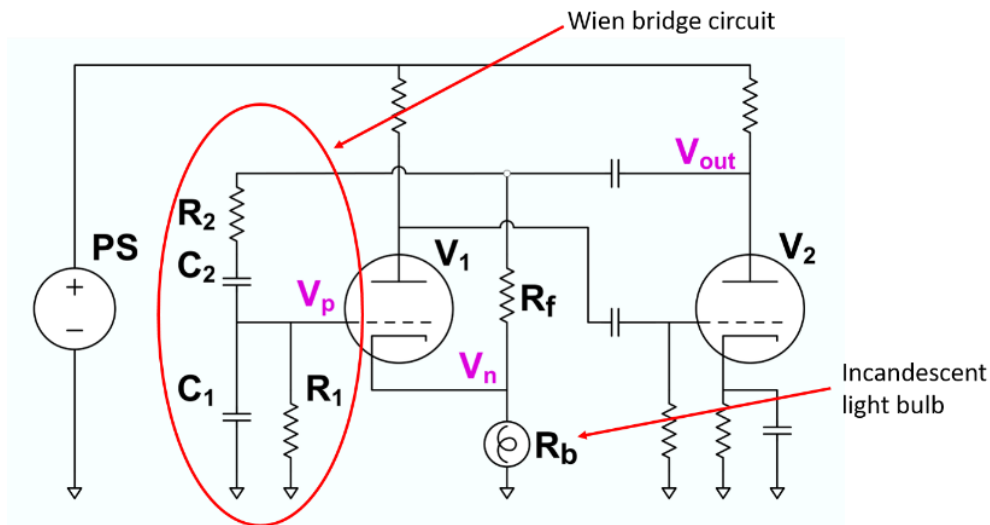 Wien bridge circuit
Vout
R2
PS
C2
V1
V2
+
−
Vp
Rf
Vn
C1
R1
Rb
Incandescent
light bulb